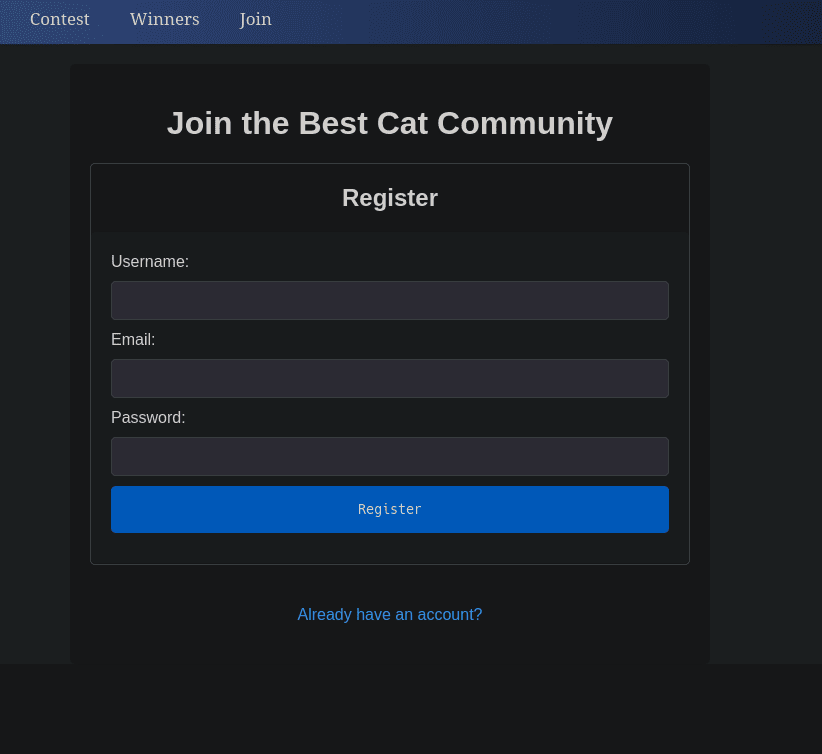 Contest Winners Join
Join the Best Cat Community
Register
Username:
Email:
Password:
Register
Already have an account?